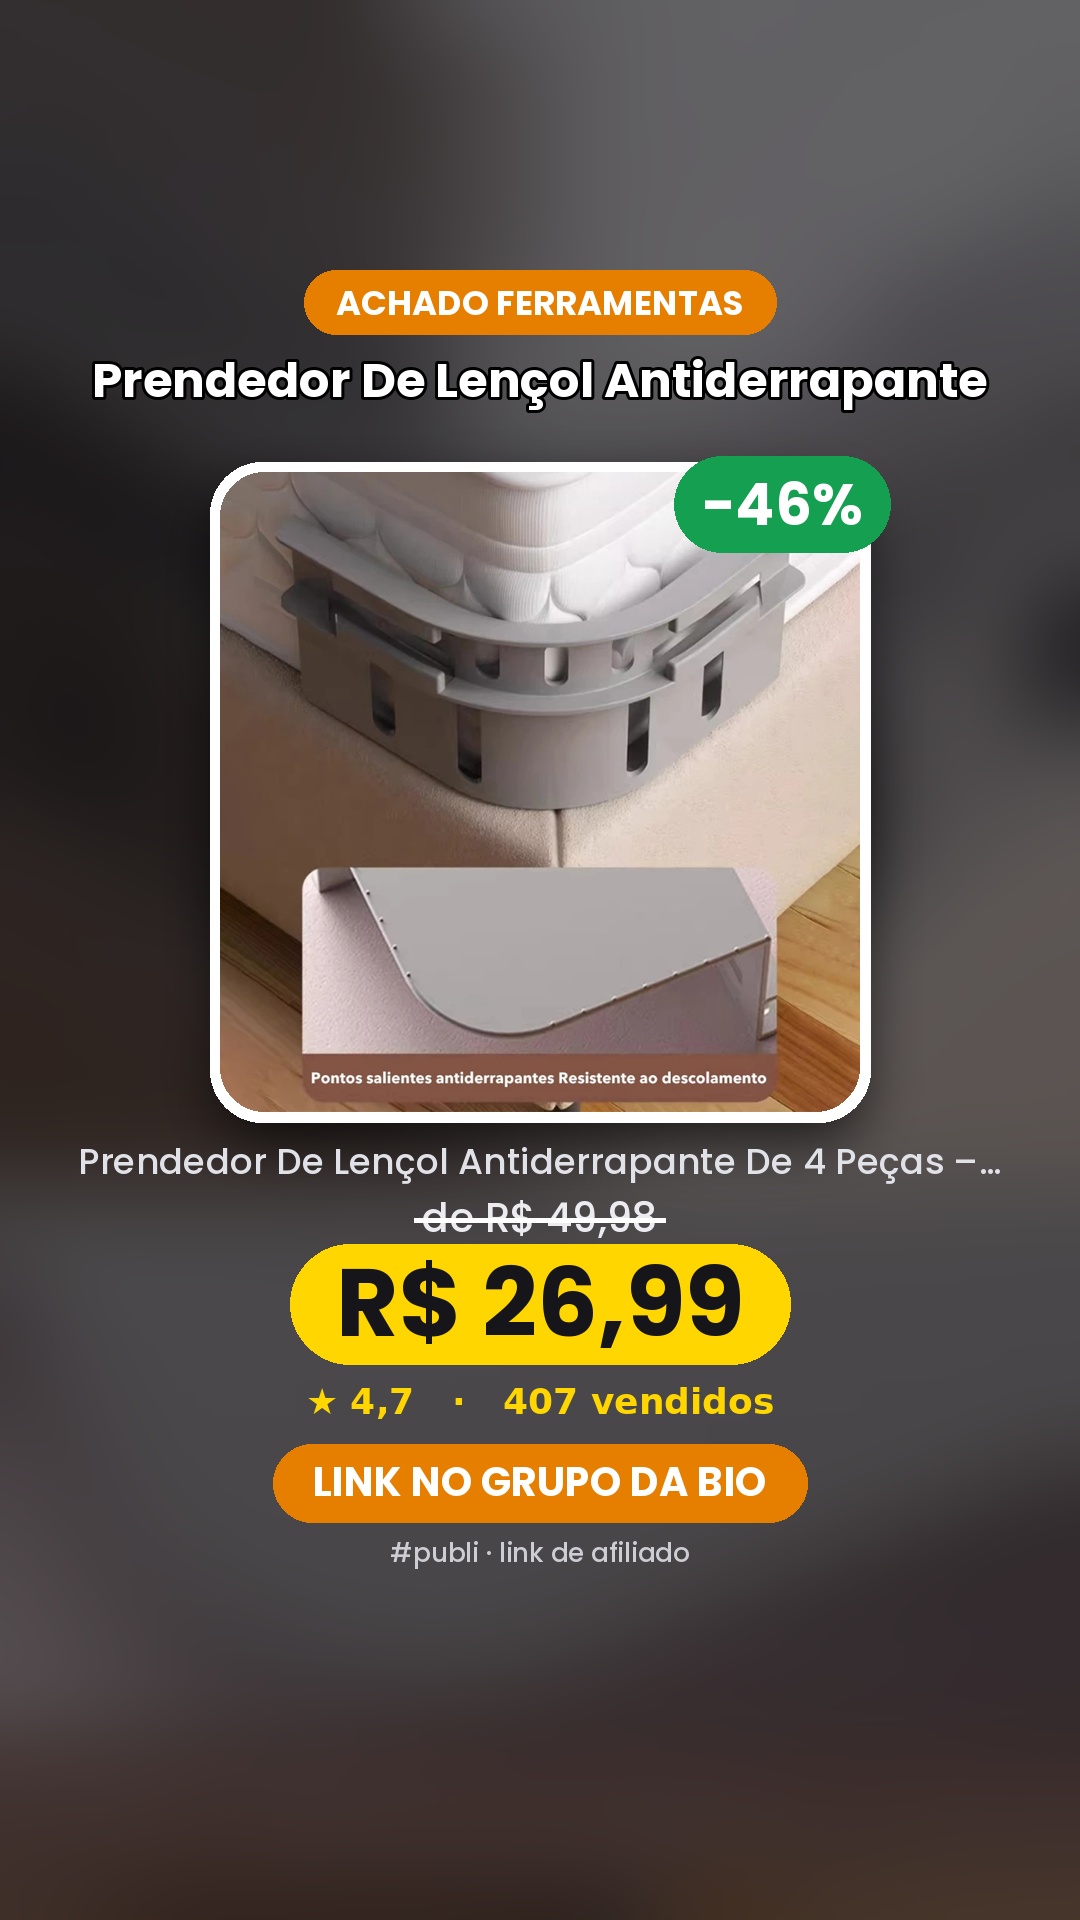 ACHADO FERRAMENTAS
Prendedor De Lençol Antiderrapante
-46%
Pontos salientes antiderrapantes Resistente ao descolamento
Prendedor De Lençol Antiderrapante De 4 Peças –...
de R$ 49,98
R$ 26,99
★ 4,7 · 407 vendidos
LINK NO GRUPO DA BIO
#publi · link de afiliado